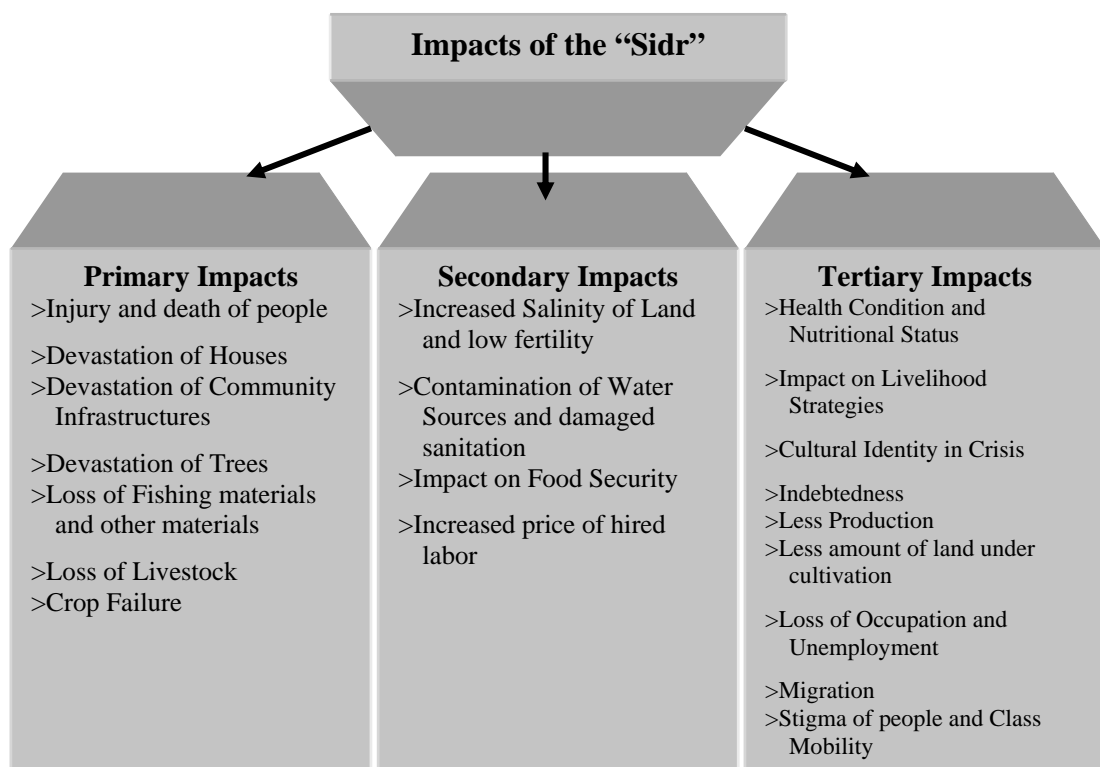 Impacts of the “Sidr”
Primary Impacts
>Injury and death of people
>Devastation of Houses
>Devastation of Community
Infrastructures
>Devastation of Trees
>Loss of Fishing materials
and other materials
>Loss of Livestock
>Crop Failure
Secondary Impacts
>Increased Salinity of Land
and low fertility
>Contamination of Water
Sources and damaged
sanitation
>Impact on Food Security
>Increased price of hired
labor
Tertiary Impacts
>Health Condition and
Nutritional Status
>Impact on Livelihood
Strategies
>Cultural Identity in Crisis
>Indebtedness
>Less Production
>Less amount of land under
cultivation
>Loss of Occupation and
Unemployment
>Migration
>Stigma of people and Class
Mobility